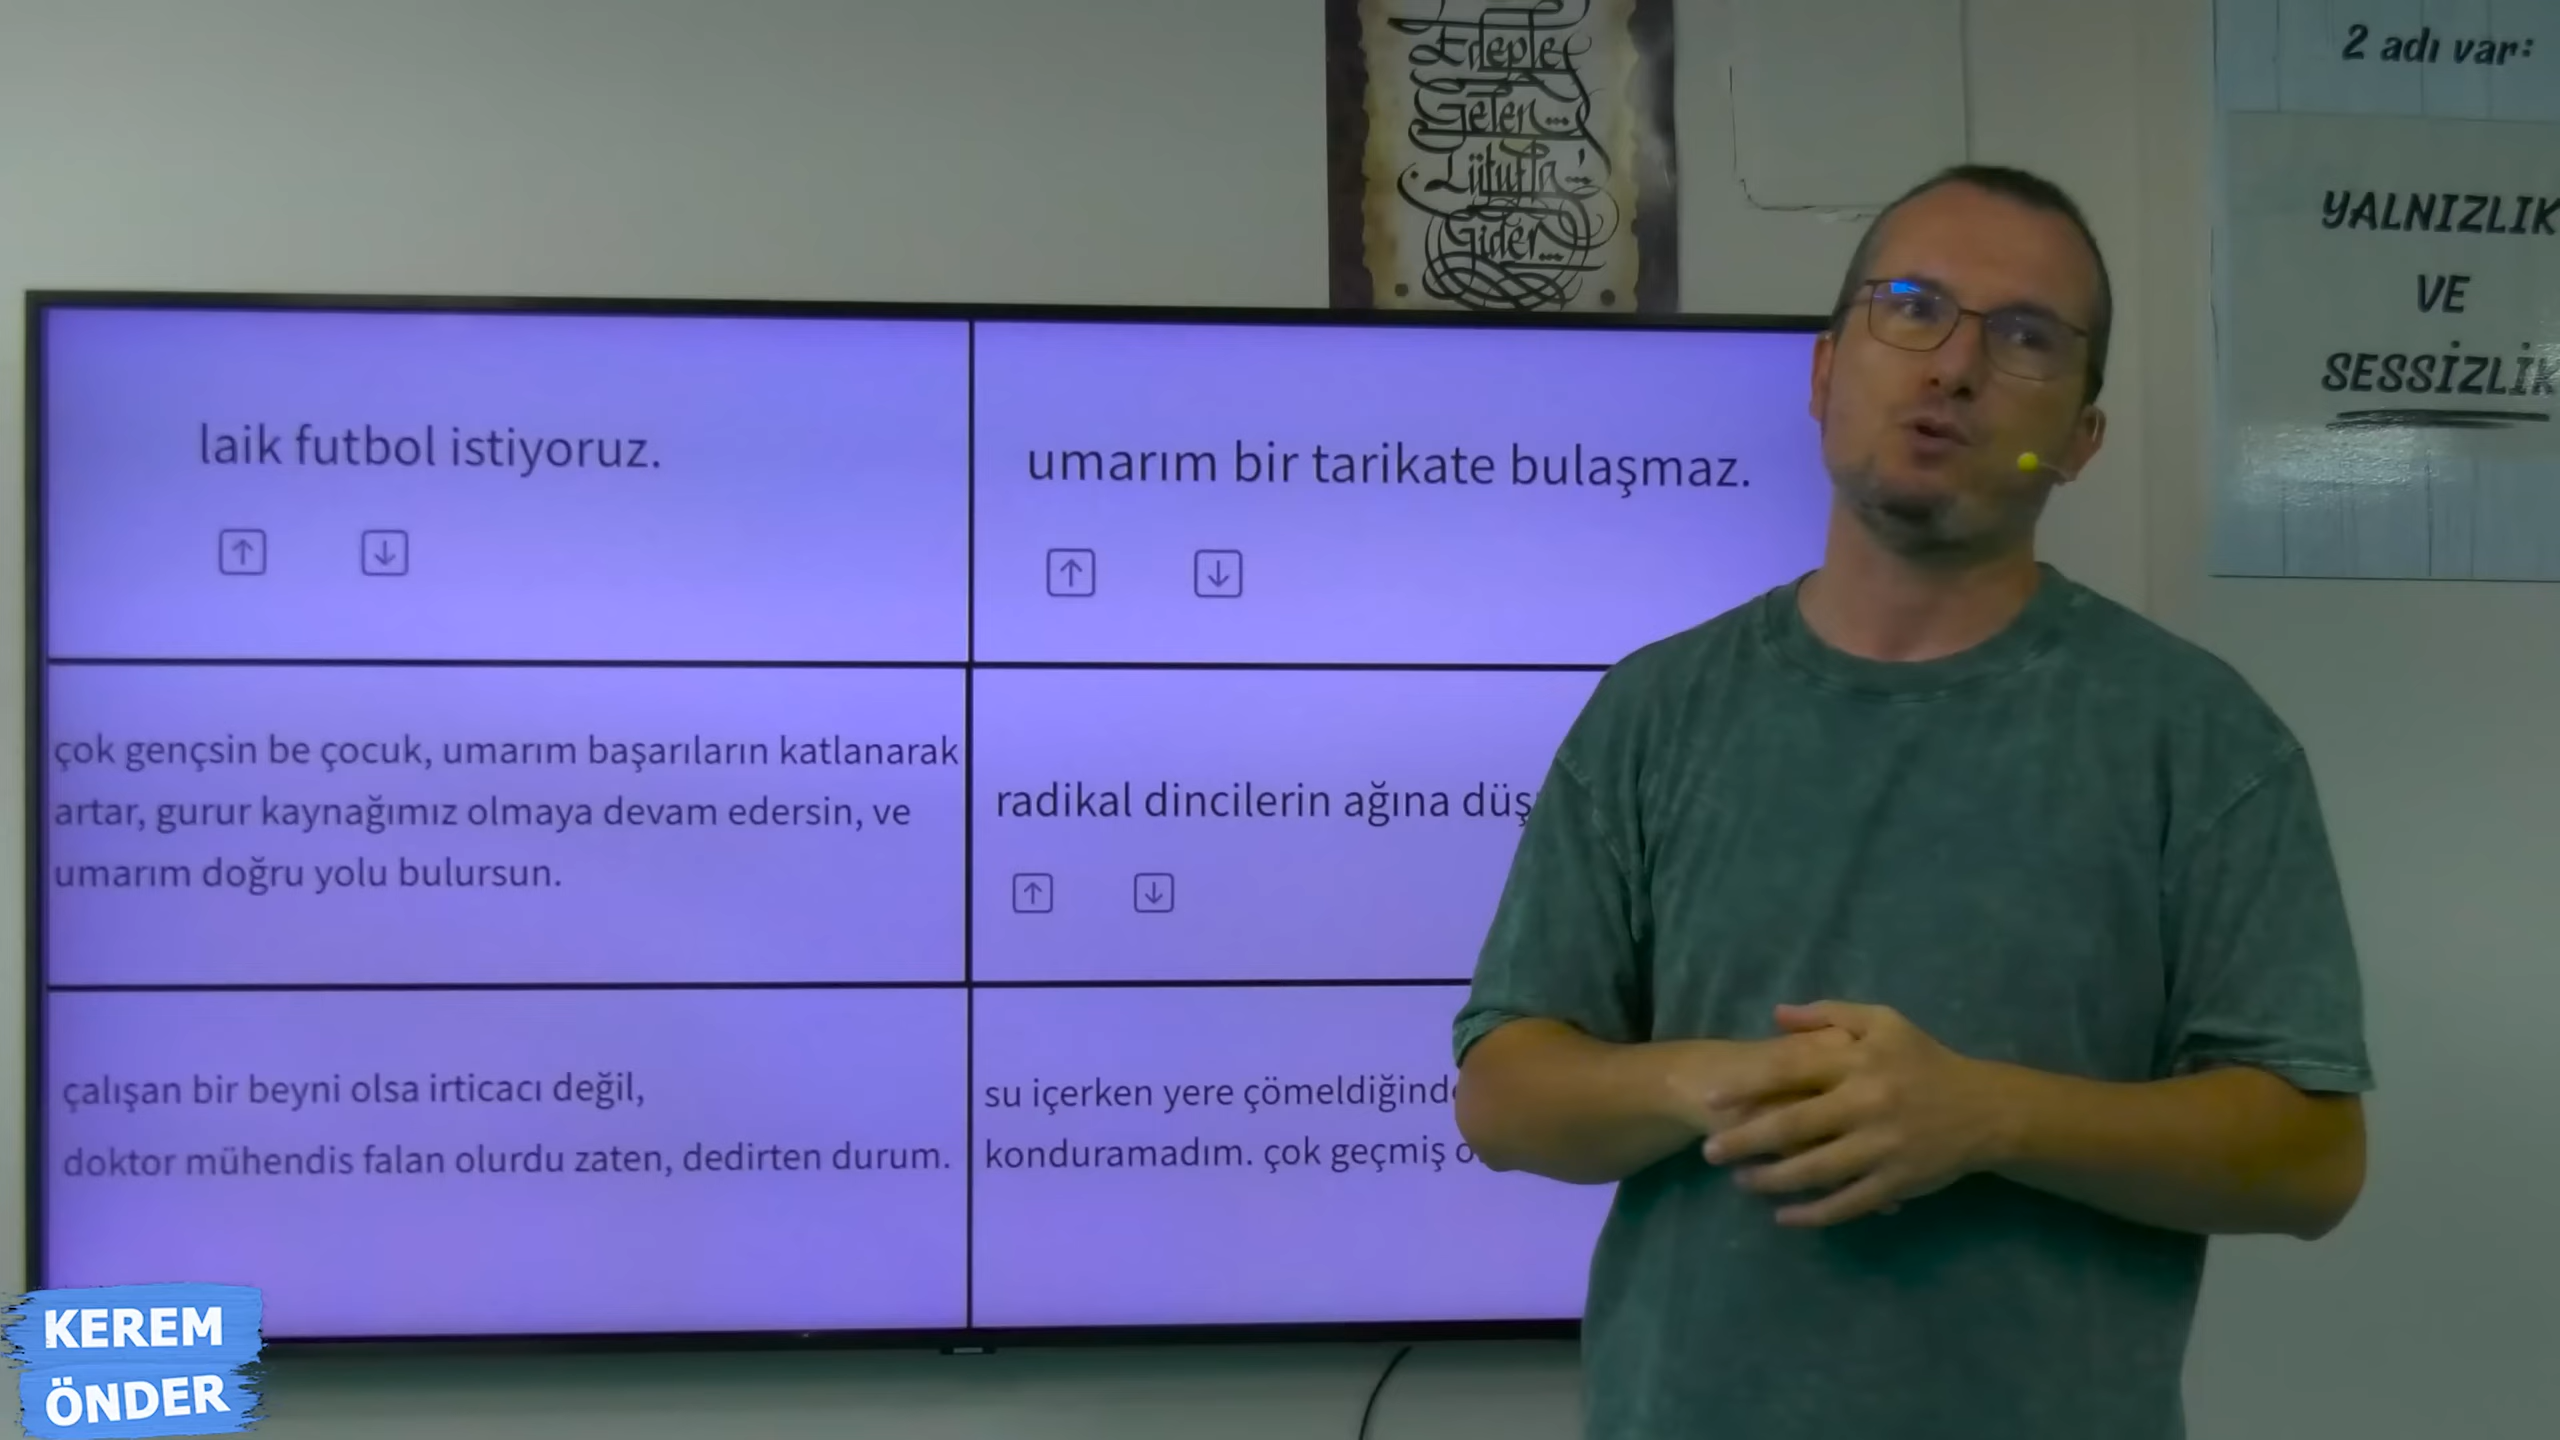 Edeple
Gelen...
Lütufla
Gider...
2 adı var:
YALNIZLIK
VE
SESSİZLİK
laik futbol istiyoruz.
umarım bir tarikate bulaşmaz.
çok gençsin be çocuk, umarım başarıların katlanarak
artar, gurur kaynağımız olmaya devam edersin, ve
umarım doğru yolu bulursun.
radikal dincilerin ağına
çalışan bir beyni olsa irticacı değil,
doktor mühendis falan olurdu zaten, dedirten durum.
su içerken yere
konduramadım. çok geçmiş
KEREM
ÖNDER